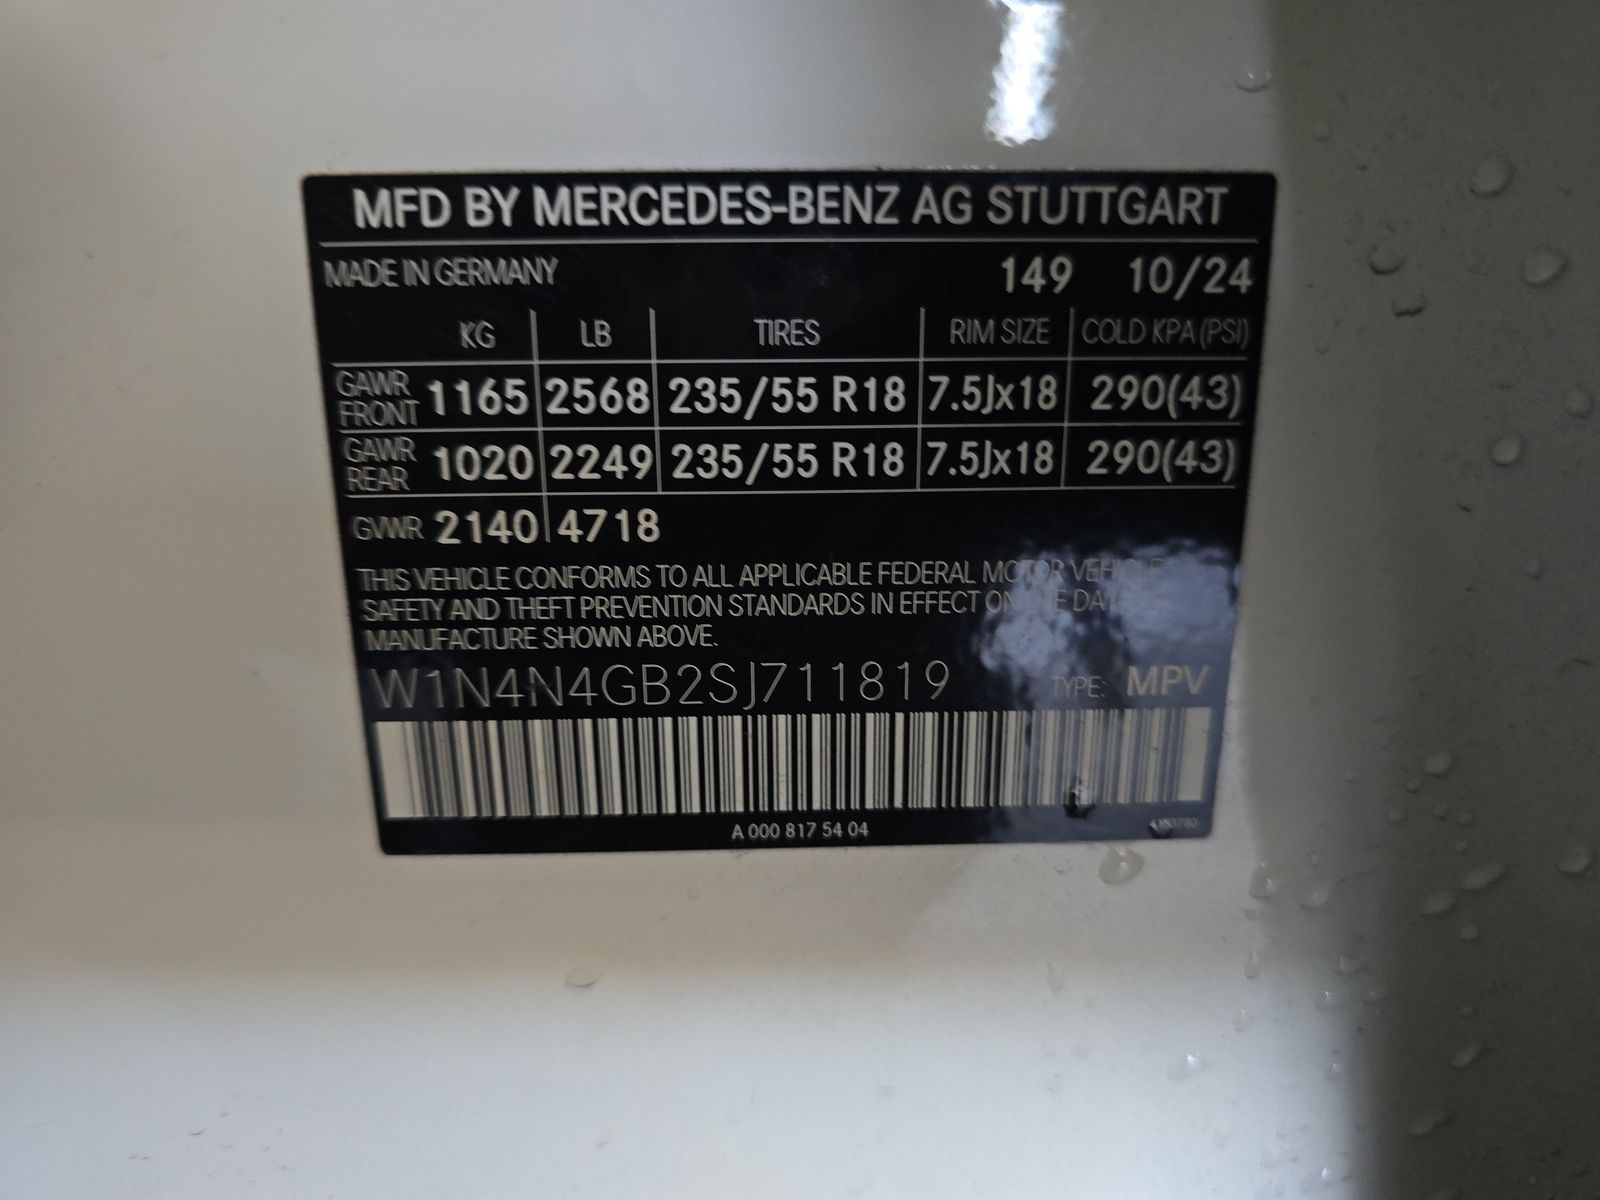 MFD BY MERCEDES-BENZ AG STUTTGART
MADE IN GERMANY 149 10/24
KG LB TIRES RIM SIZE COLD KPA (PSI)
GAWR FRONT 1165 2568 235/55 R18 7.5Jx18 290(43)
GAWR REAR 1020 2249 235/55 R18 7.5Jx18 290(43)
GVWR 2140 4718
THIS VEHICLE CONFORMS TO ALL APPLICABLE FEDERAL MOTOR VEHICLE
SAFETY AND THEFT PREVENTION STANDARDS IN EFFECT ON THE DATE OF
MANUFACTURE SHOWN ABOVE.
W1N4N4GB2SJ711819 TYPE: MPV
A 000 817 54 04